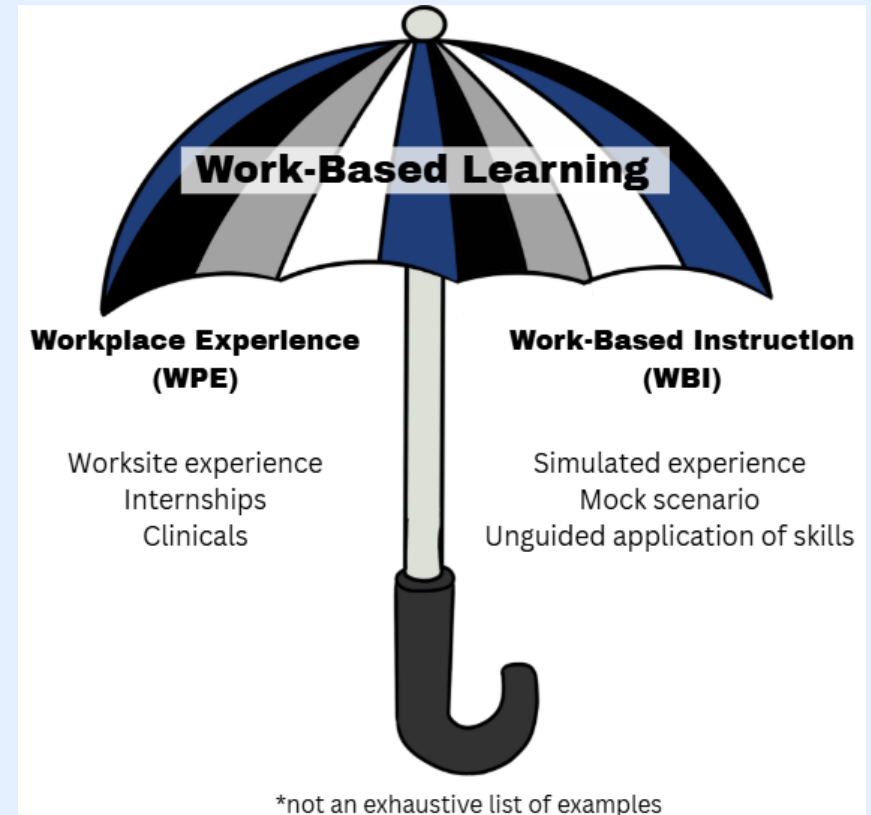 Work-Based Learning
Workplace Experience
(WPE)
Worksite experience
Internships
Clinicals
Work-Based Instruction
(WBI)
Simulated experience
Mock scenario
Unguided application of skills
*not an exhaustive list of examples